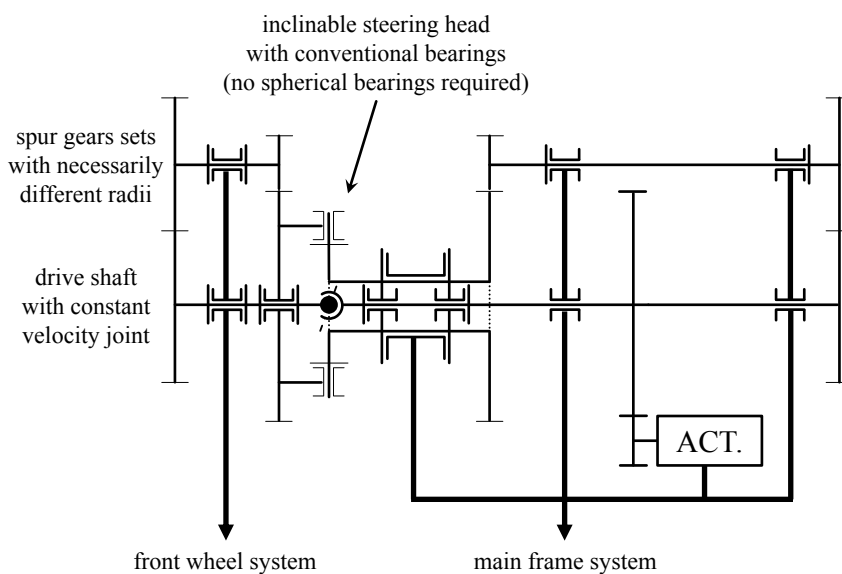 inclinable steering head
with conventional bearings
(no spherical bearings required)
spur gears sets
with necessarily
different radii
drive shaft
with constant
velocity joint
ACT.
front wheel system
main frame system